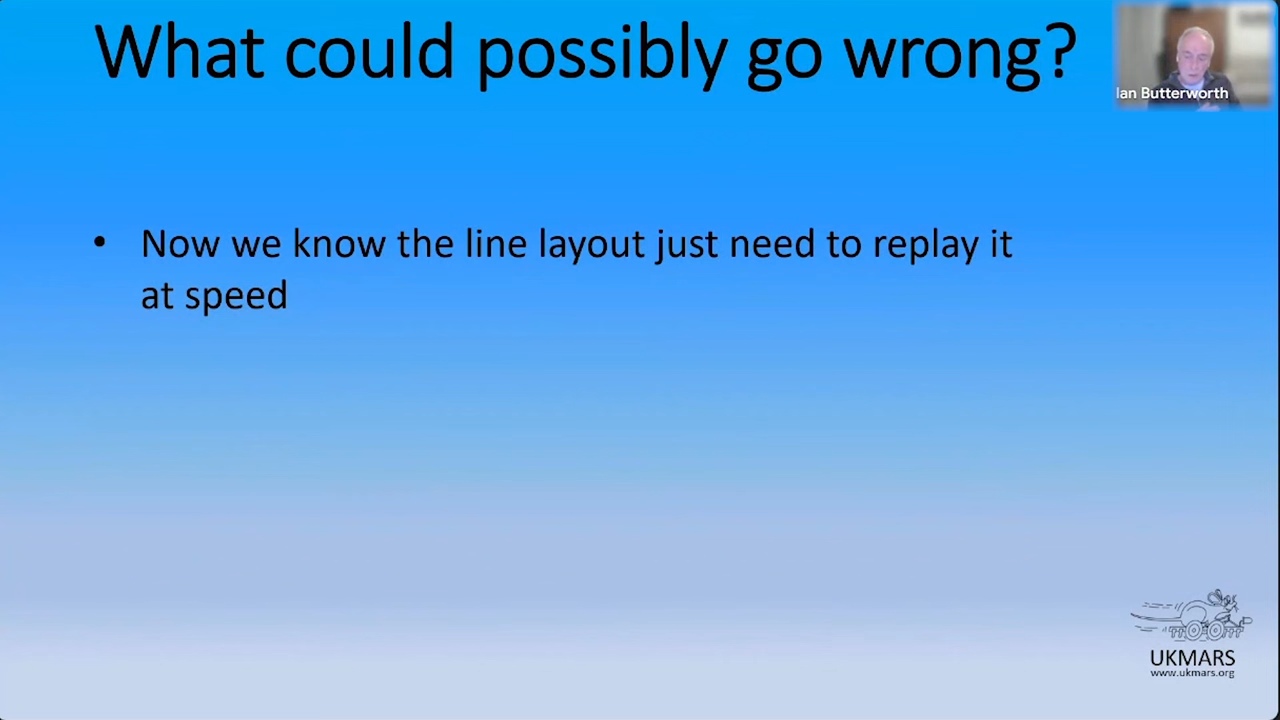 What could possibly go wrong?
Ian Butterworth
• Now we know the line layout just need to replay it
at speed
UKMARS
www.ukmars.org